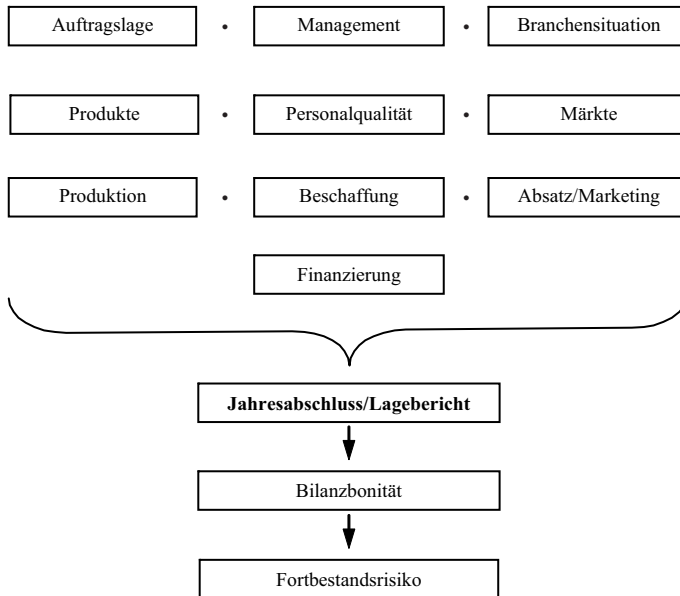 Auftragslage • Management • Branchensituation
Produkte • Personalqualität • Märkte
Produktion • Beschaffung • Absatz/Marketing
Finanzierung
Jahresabschluss/Lagebericht
Bilanzbonität
Fortbestandsrisiko